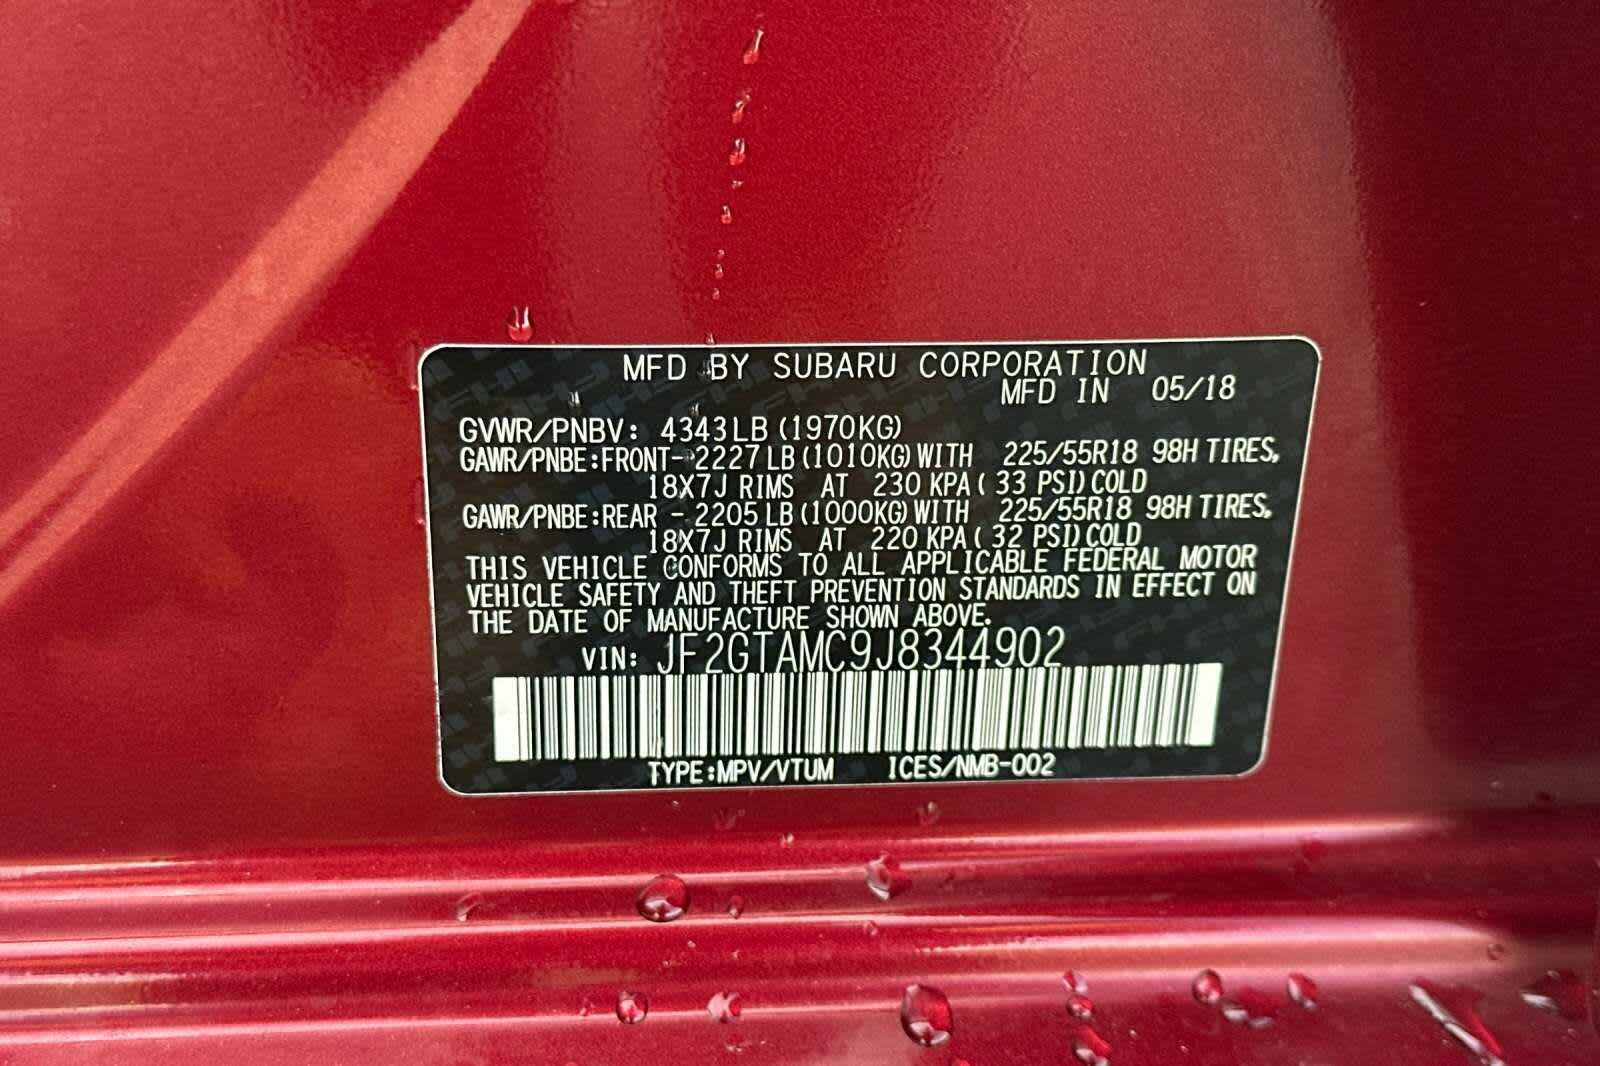 MFD BY SUBARU CORPORATION
MFD IN 05/18
GVWR/PNBV: 4343LB (1970KG)
GAWR/PNBE:FRONT- 2227LB (1010KG) WITH 225/55R18 98H TIRES,
18X7J RIMS AT 230 KPA( 33 PSI)COLD
GAWR/PNBE:REAR - 2205LB (1000KG) WITH 225/55R18 98H TIRES,
18X7J RIMS AT 220 KPA( 32 PSI)COLD
THIS VEHICLE CONFORMS TO ALL APPLICABLE FEDERAL MOTOR
VEHICLE SAFETY AND THEFT PREVENTION STANDARDS IN EFFECT ON
THE DATE OF MANUFACTURE SHOWN ABOVE.
VIN: JF2GTAMC9J8344902
TYPE:MPV/VTUM ICES/NMB-002